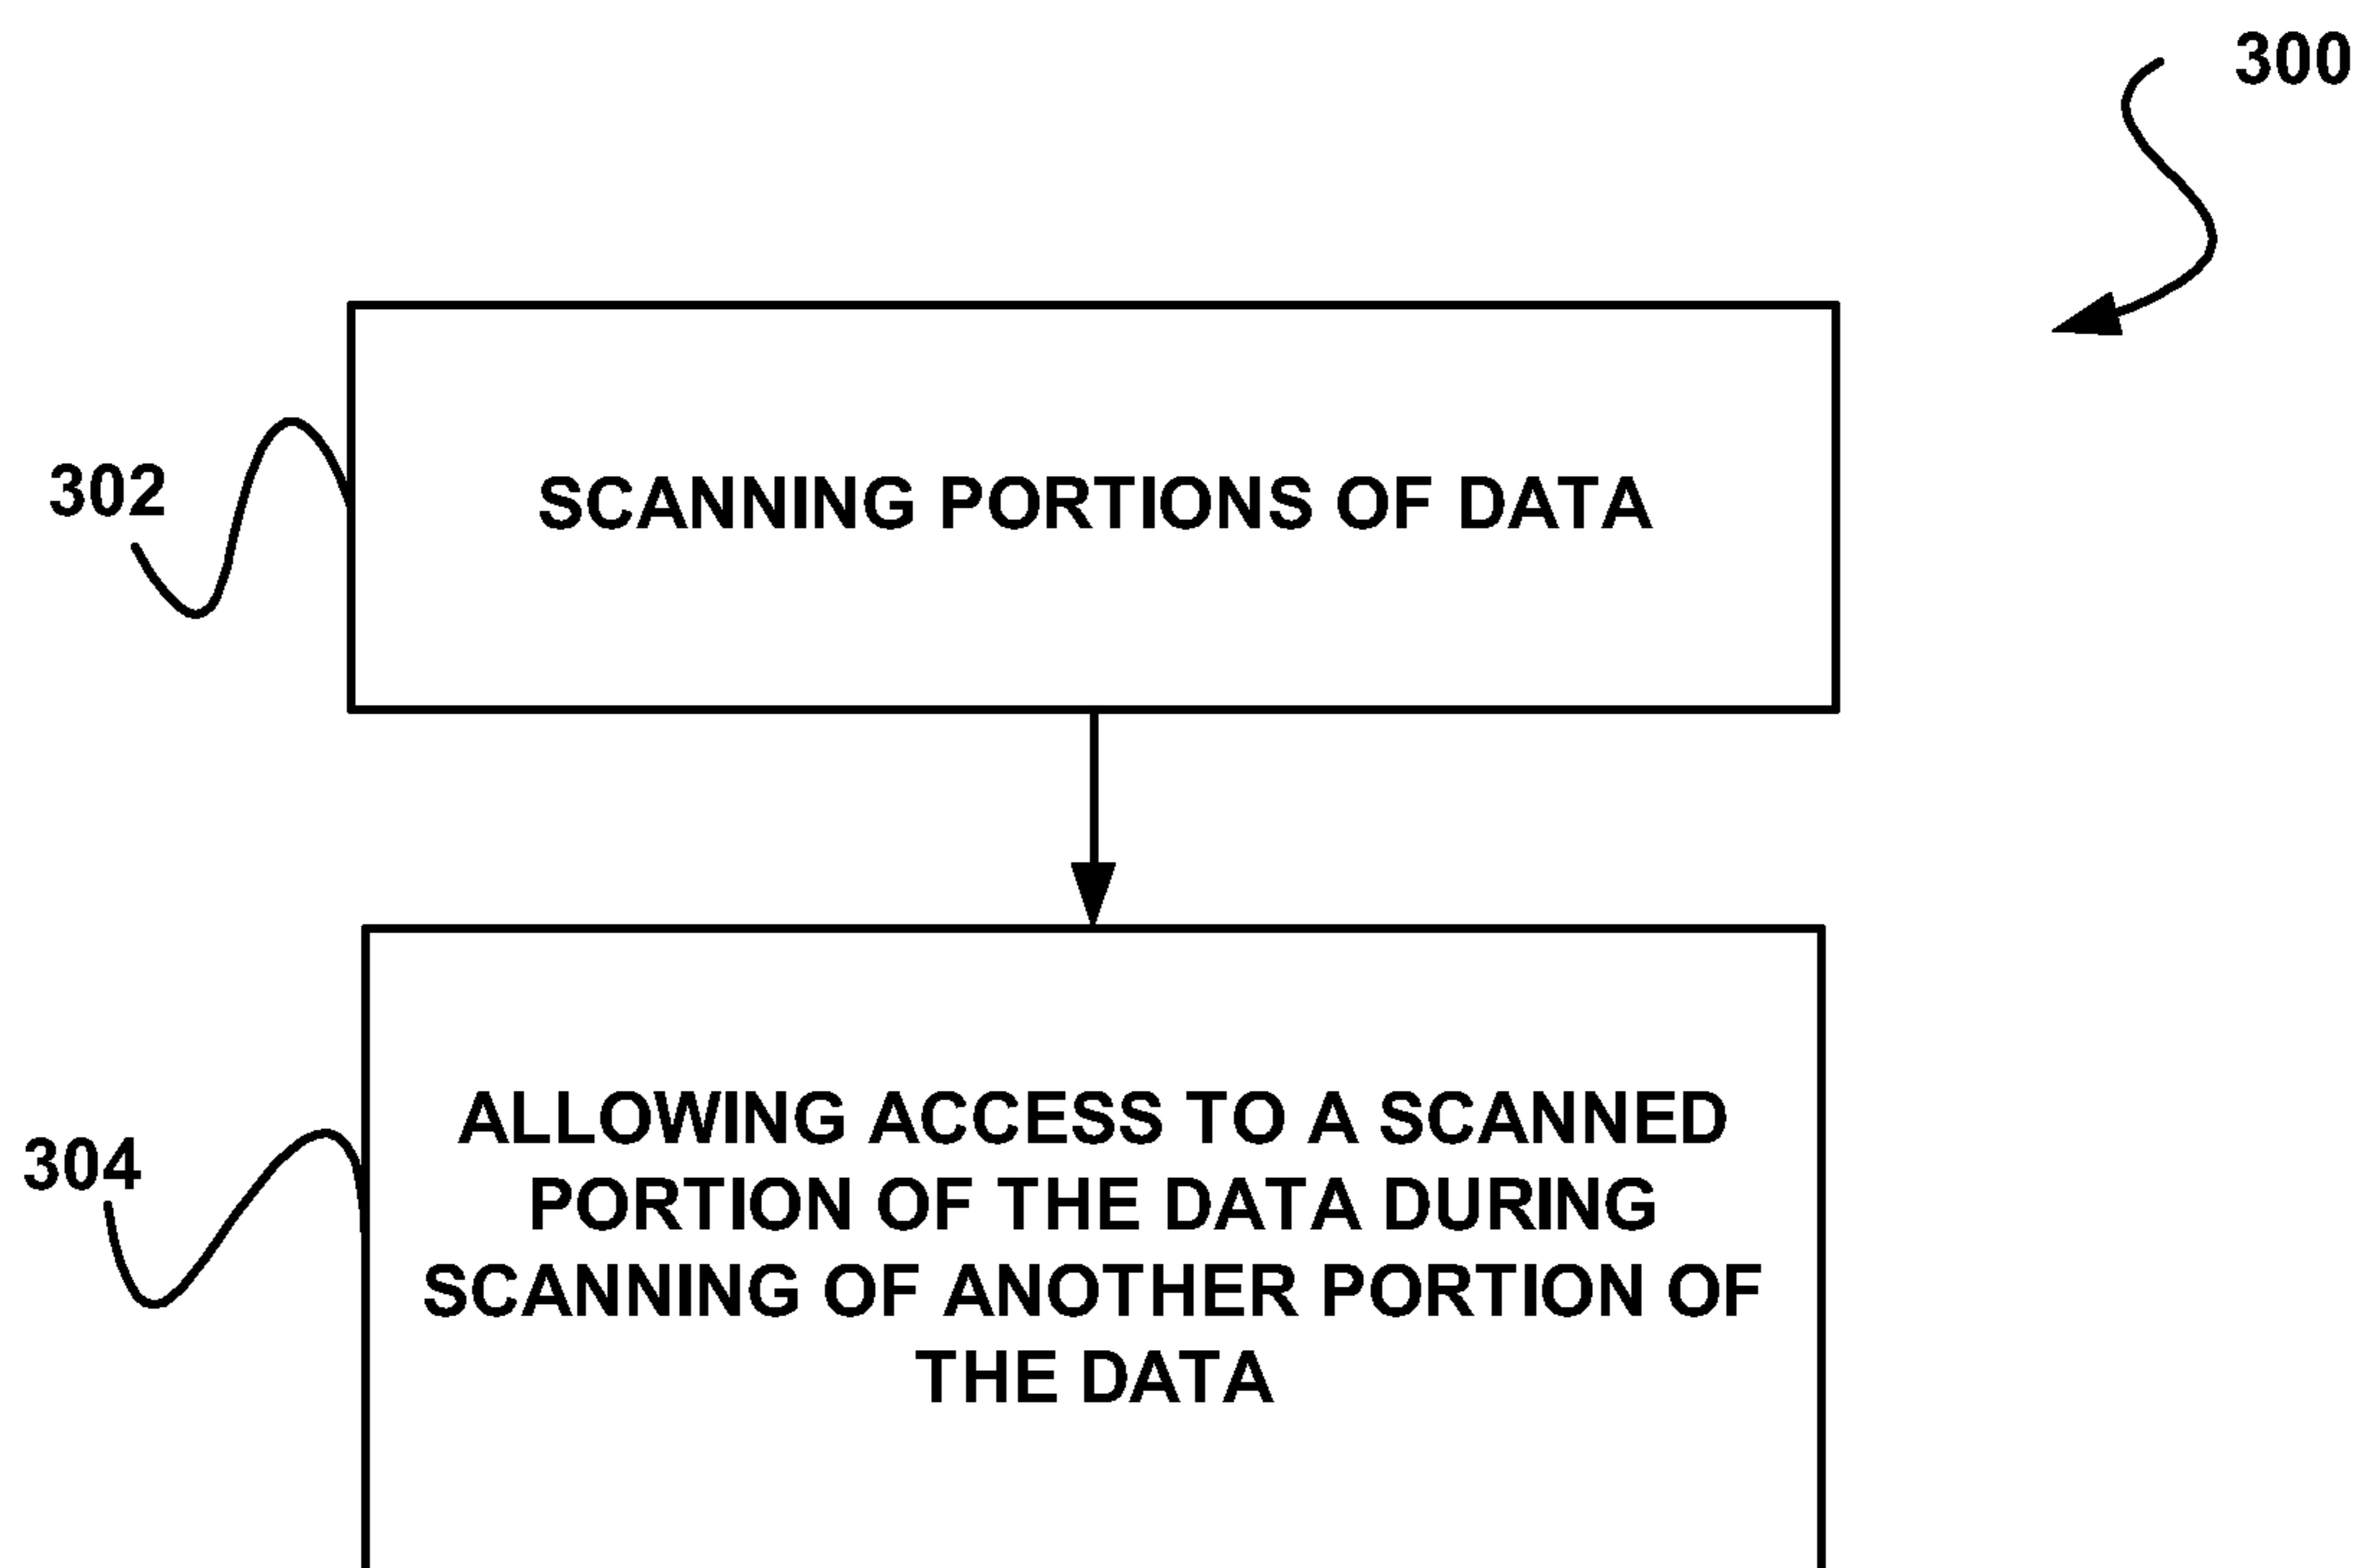 300
302
SCANNING PORTIONS OF DATA
304
ALLOWING ACCESS TO A SCANNED
PORTION OF THE DATA DURING
SCANNING OF ANOTHER PORTION OF
THE DATA